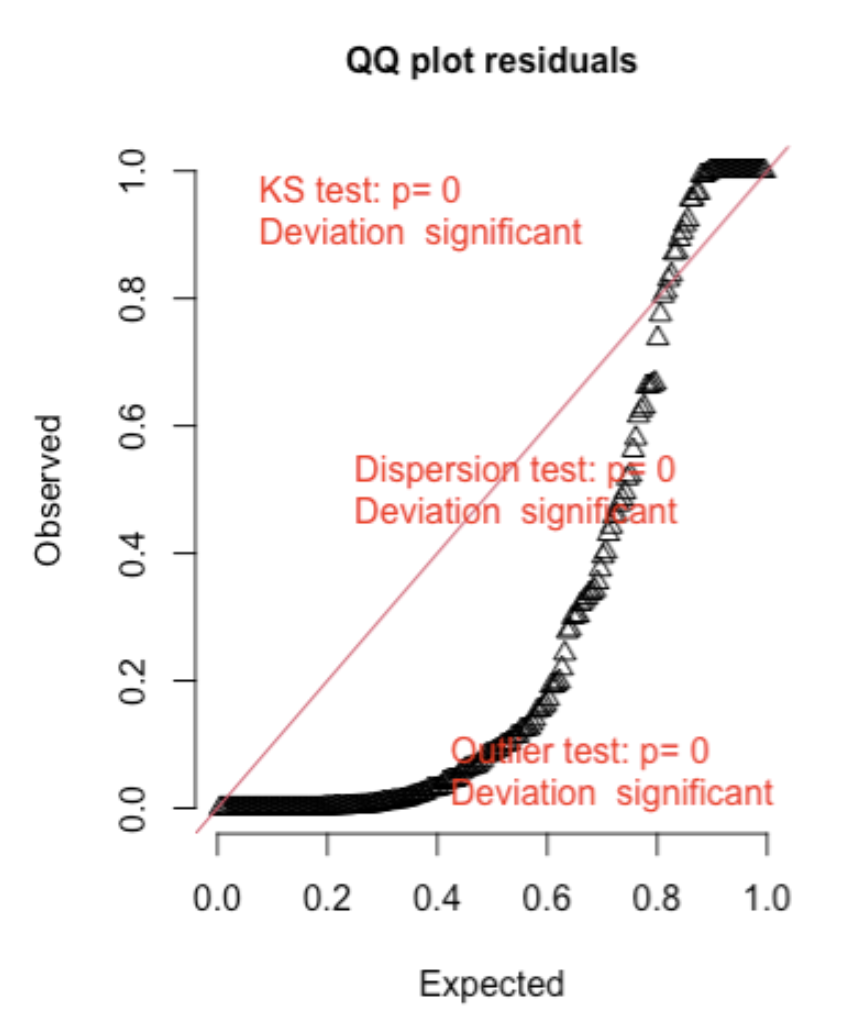 QQ plot residuals
KS test: p= 0
Deviation  significant
Dispersion test: p= 0
Deviation  significant
Outlier test: p= 0
Deviation  significant
Observed
1.0
0.8
0.6
0.4
0.2
0.0
0.0 0.2 0.4 0.6 0.8 1.0
Expected